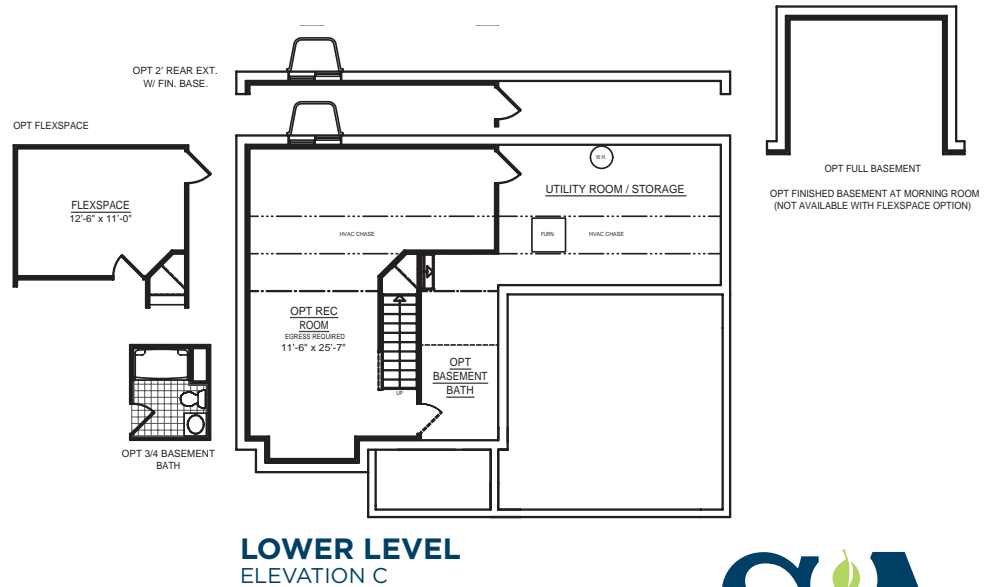 OPT 2' REAR EXT.
W/ FIN. BASE.
OPT FLEXSPACE
FLEXSPACE
12'-6" x 11'-0"
OPT 3/4 BASEMENT
BATH
W.H.
UTILITY ROOM / STORAGE
HVAC CHASE
FURN.
HVAC CHASE
OPT REC
ROOM
EGRESS REQUIRED
11'-6" x 25'-7"
UP
OPT
BASEMENT
BATH
OPT FULL BASEMENT
OPT FINISHED BASEMENT AT MORNING ROOM
(NOT AVAILABLE WITH FLEXSPACE OPTION)
LOWER LEVEL
ELEVATION C